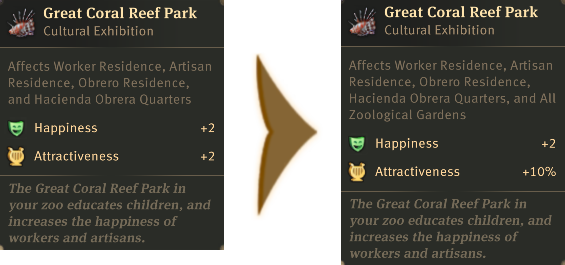 Great Coral Reef Park
Cultural Exhibition
Affects Worker Residence, Artisan
Residence, Obrero Residence,
and Hacienda Obrera Quarters
Happiness +2
Attractiveness +2
The Great Coral Reef Park in
your zoo educates children, and
increases the happiness of
workers and artisans.
Great Coral Reef Park
Cultural Exhibition
Affects Worker Residence, Artisan
Residence, Obrero Residence,
Hacienda Obrera Quarters, and All
Zoological Gardens
Happiness +2
Attractiveness +10%
The Great Coral Reef Park in
your zoo educates children, and
increases the happiness of
workers and artisans.